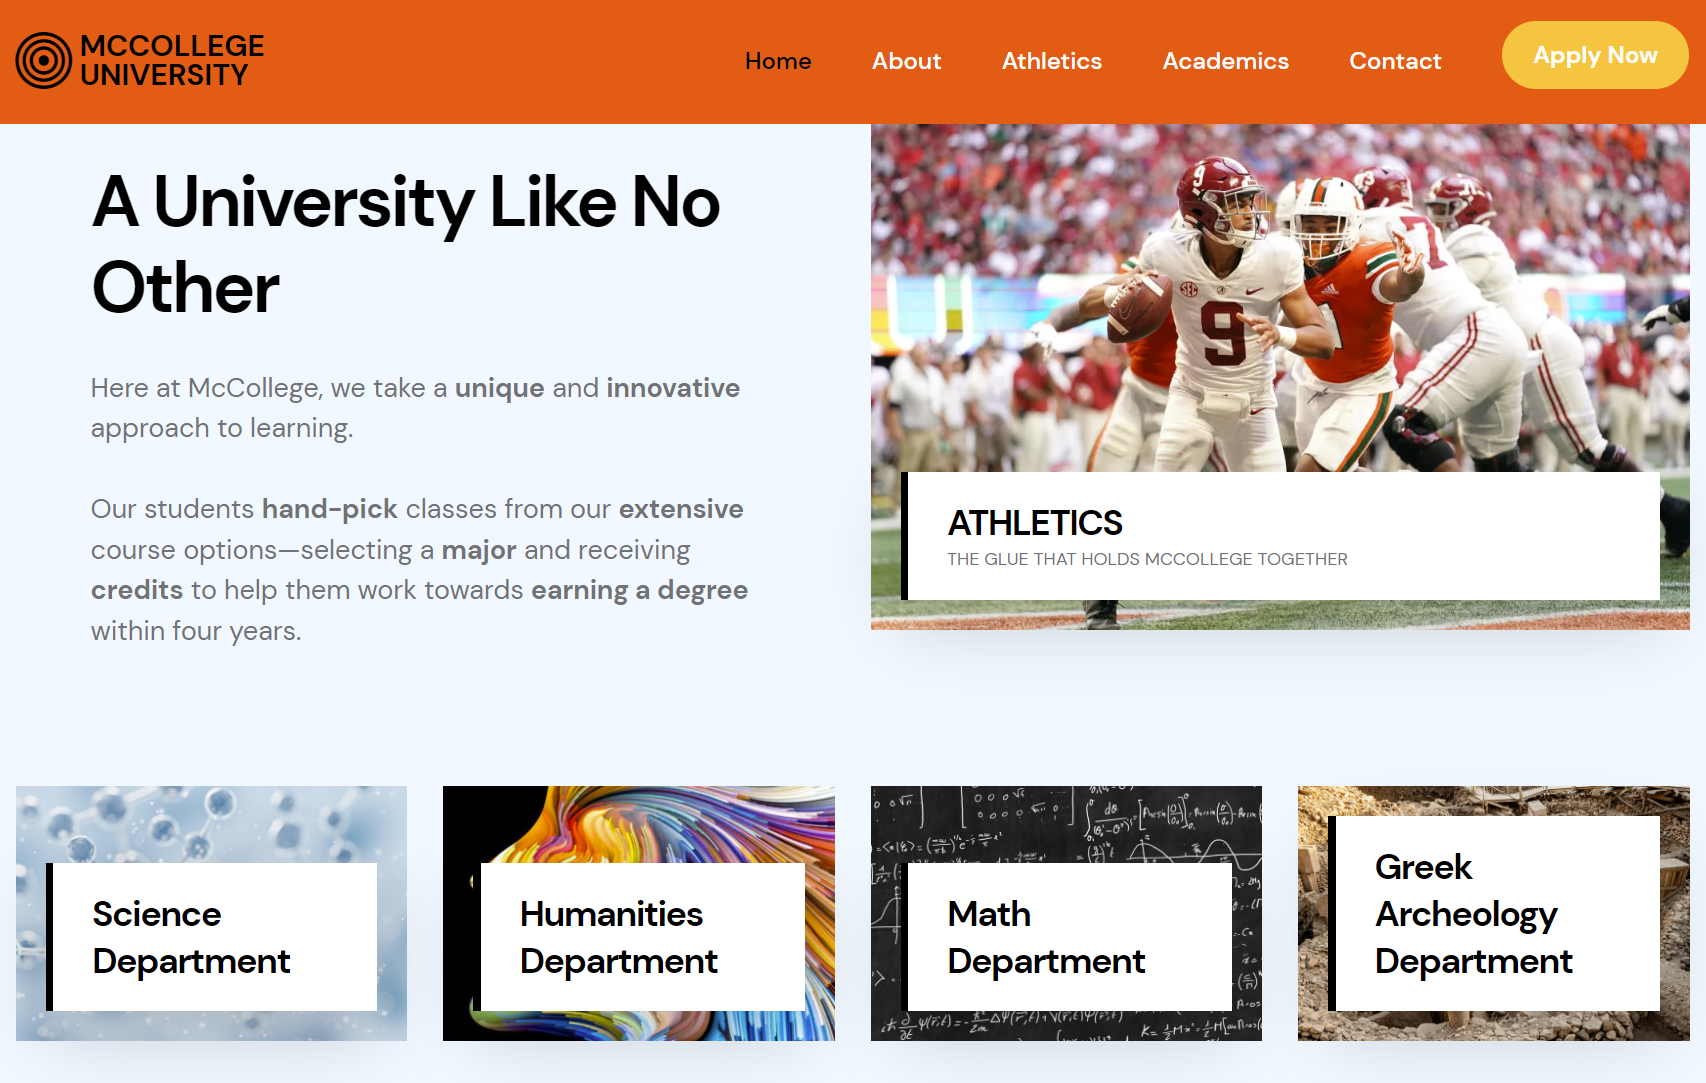 MCCOLLEGE
UNIVERSITY
Home
About
Athletics
Academics
Contact
Apply Now
A University Like No
Other
Here at McCollege, we take a unique and innovative
approach to learning.
Our students hand-pick classes from our extensive
course options—selecting a major and receiving
credits to help them work towards earning a degree
within four years.
9
SEC
9
ATHLETICS
THE GLUE THAT HOLDS MCCOLLEGE TOGETHER
Science
Department
Humanities
Department
Math
Department
Greek
Archeology
Department